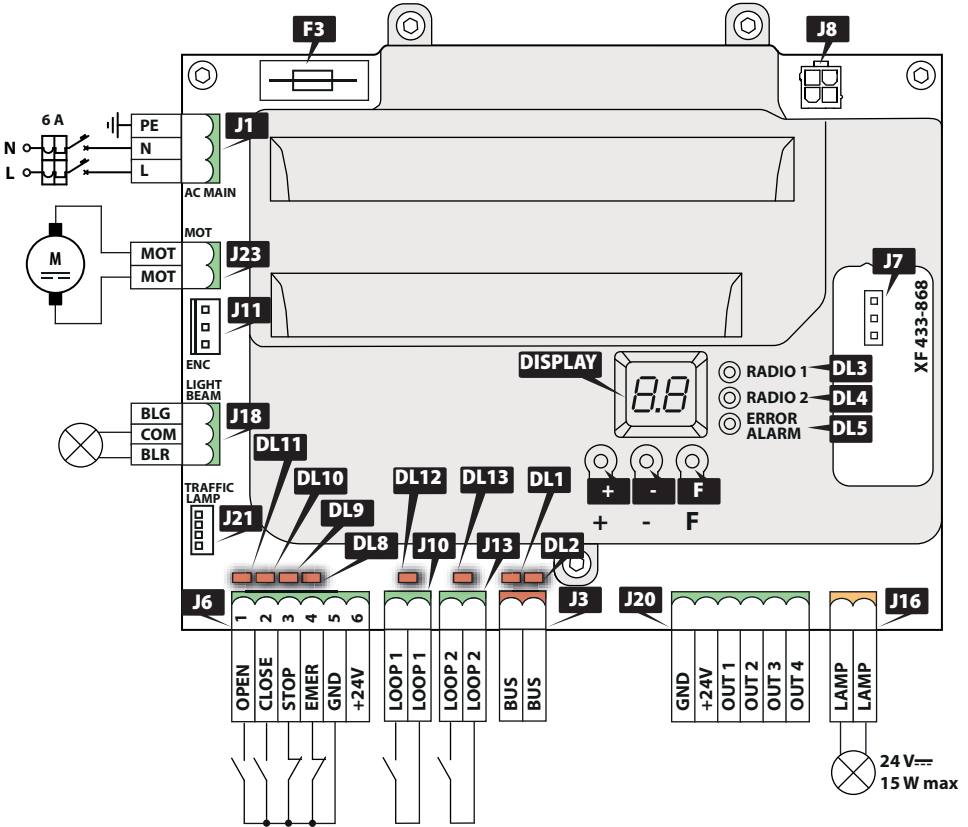 F3
J8
6 A
PE
J1
N
N
L
L
AC MAIN
MOT
MOT
MOT
J23
M
J7
J11
ENC
XF 433-868
DISPLAY
8.8
RADIO 1
DL3
RADIO 2
DL4
ERROR
ALARM
DL5
LIGHT
BEAM
BLG
COM
BLR
J18
DL11
DL10
DL9
DL8
DL12
DL13
DL1
DL2
J10
J13
+
-
F
+
-
F
TRAFFIC
LAMP
J21
J6
J3
J20
J16
1
2
3
4
5
6
OPEN
CLOSE
STOP
EMER
GND
+24V
LOOP 1
LOOP 1
LOOP 2
LOOP 2
BUS
BUS
GND
+24V
OUT 1
OUT 2
OUT 3
OUT 4
LAMP
LAMP
24 V
15 W max